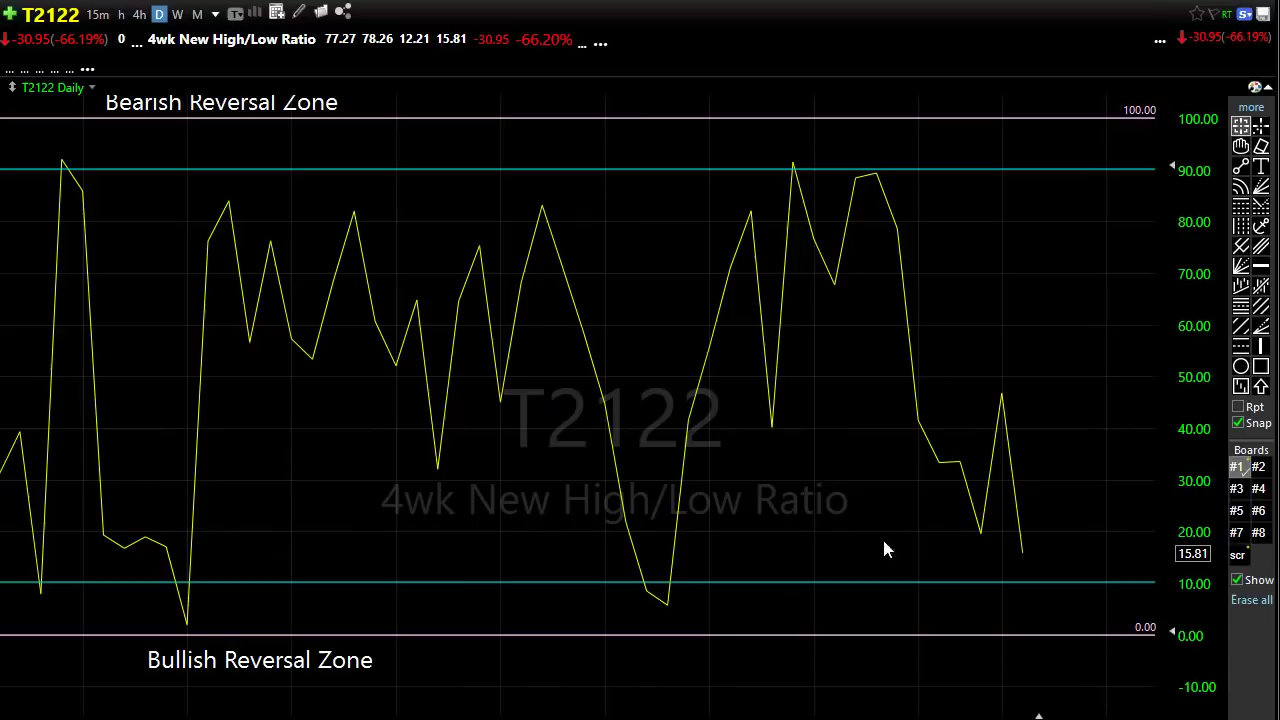 T2122 15m h 4h D W M
RT S
-30.95(-66.19%) 0 ... 4wk New High/Low Ratio 77.27 78.26 12.21 15.81 -30.95 -66.20% ... ••• ••• -30.95(-66.19%)
... ... ... ... ... •••
T2122 Daily
Bearish Reversal Zone
100.00
100.00
90.00
80.00
70.00
60.00
50.00
40.00
30.00
20.00
15.81
10.00
0.00
0.00
-10.00
T2122
4wk New High/Low Ratio
Bullish Reversal Zone
more
T
Rpt
Snap
Boards
#1 #2
#3 #4
#5 #6
#7 #8
scr
Show
Erase all